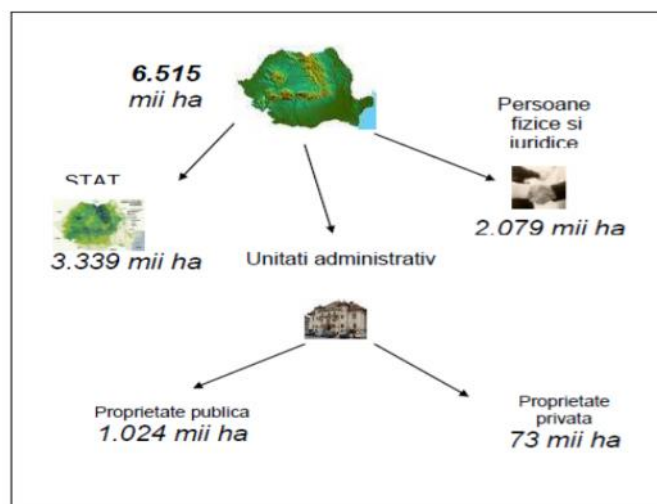 6.515
mii ha
Persoane
fizice si
juridice
2.079 mii ha
STAT
3.339 mii ha
Unitati administrativ
Proprietate publica
1.024 mii ha
Proprietate
privata
73 mii ha